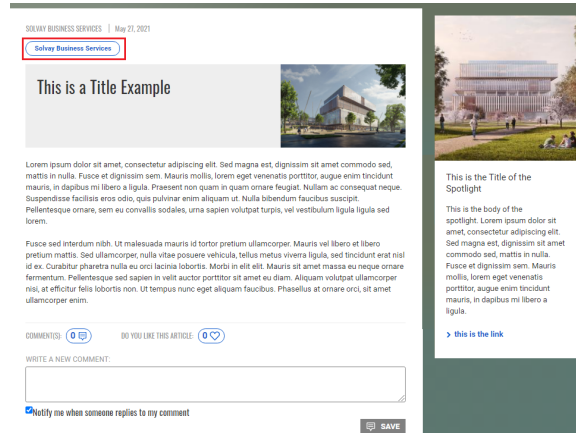 SOLVAY BUSINESS SERVICES | May 27, 2021
Solvay Business Services
This is a Title Example
Lorem ipsum dolor sit amet, consectetur adipiscing elit. Sed magna est, dignissim sit amet commodo sed,
mattis in nulla. Fusce et dignissim sem. Mauris mollis, lorem eget venenatis porttitor, augue enim tincidunt
mauris, in dapibus mi libero a ligula. Praesent non quam in quam ornare feugiat. Nullam ac consequat neque.
Suspendisse facilisis eros odio, quis pulvinar enim aliquam ut. Nulla bibendum faucibus suscipit.
Pellentesque ornare, sem eu convallis sodales, urna sapien volutpat turpis, vel vestibulum ligula ligula sed
lorem.
Fusce sed interdum nibh. Ut malesuada mauris id tortor pretium ullamcorper. Mauris vel libero et libero
pretium mattis. Sed ullamcorper, nulla vitae posuere vehicula, tellus metus viverra ligula, sed tincidunt erat nisl
id ex. Curabitur pharetra nulla eu orci lacinia lobortis. Morbi in elit elit. Mauris sit amet massa eu neque ornare
fermentum. Pellentesque sed sapien in velit auctor porttitor sit amet eu diam. Aliquam volutpat ullamcorper
nisi, at efficitur felis lobortis non. Ut tempus nunc eget aliquam faucibus. Phasellus at ornare orci, sit amet
ullamcorper enim.
COMMENT(S): 0
DO YOU LIKE THIS ARTICLE: 0
WRITE A NEW COMMENT:
Notify me when someone replies to my comment
SAVE
This is the Title of the
Spotlight
This is the body of the
spotlight. Lorem ipsum dolor sit
amet, consectetur adipiscing elit.
Sed magna est, dignissim sit amet
commodo sed, mattis in nulla.
Fusce et dignissim sem. Mauris
mollis, lorem eget venenatis
porttitor, augue enim tincidunt
mauris, in dapibus mi libero a
ligula.
> this is the link